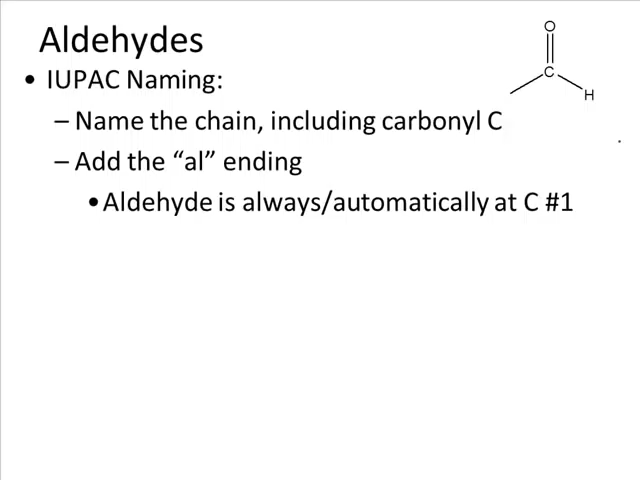 Aldehydes
• IUPAC Naming:
– Name the chain, including carbonyl C
– Add the “al” ending
• Aldehyde is always/automatically at C #1
O
C
H